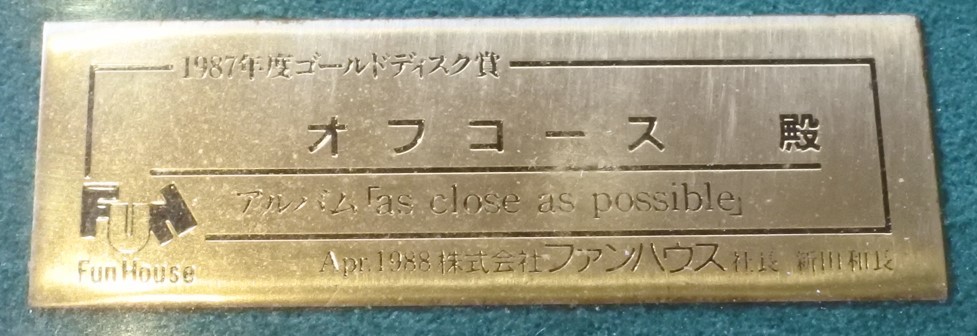 1987年度ゴールドディスク賞
オフコース 殿
アルバム「as close as possible」
FUN
Fun House
Apr.1988 株式会社ファンハウス 社長 新田和長